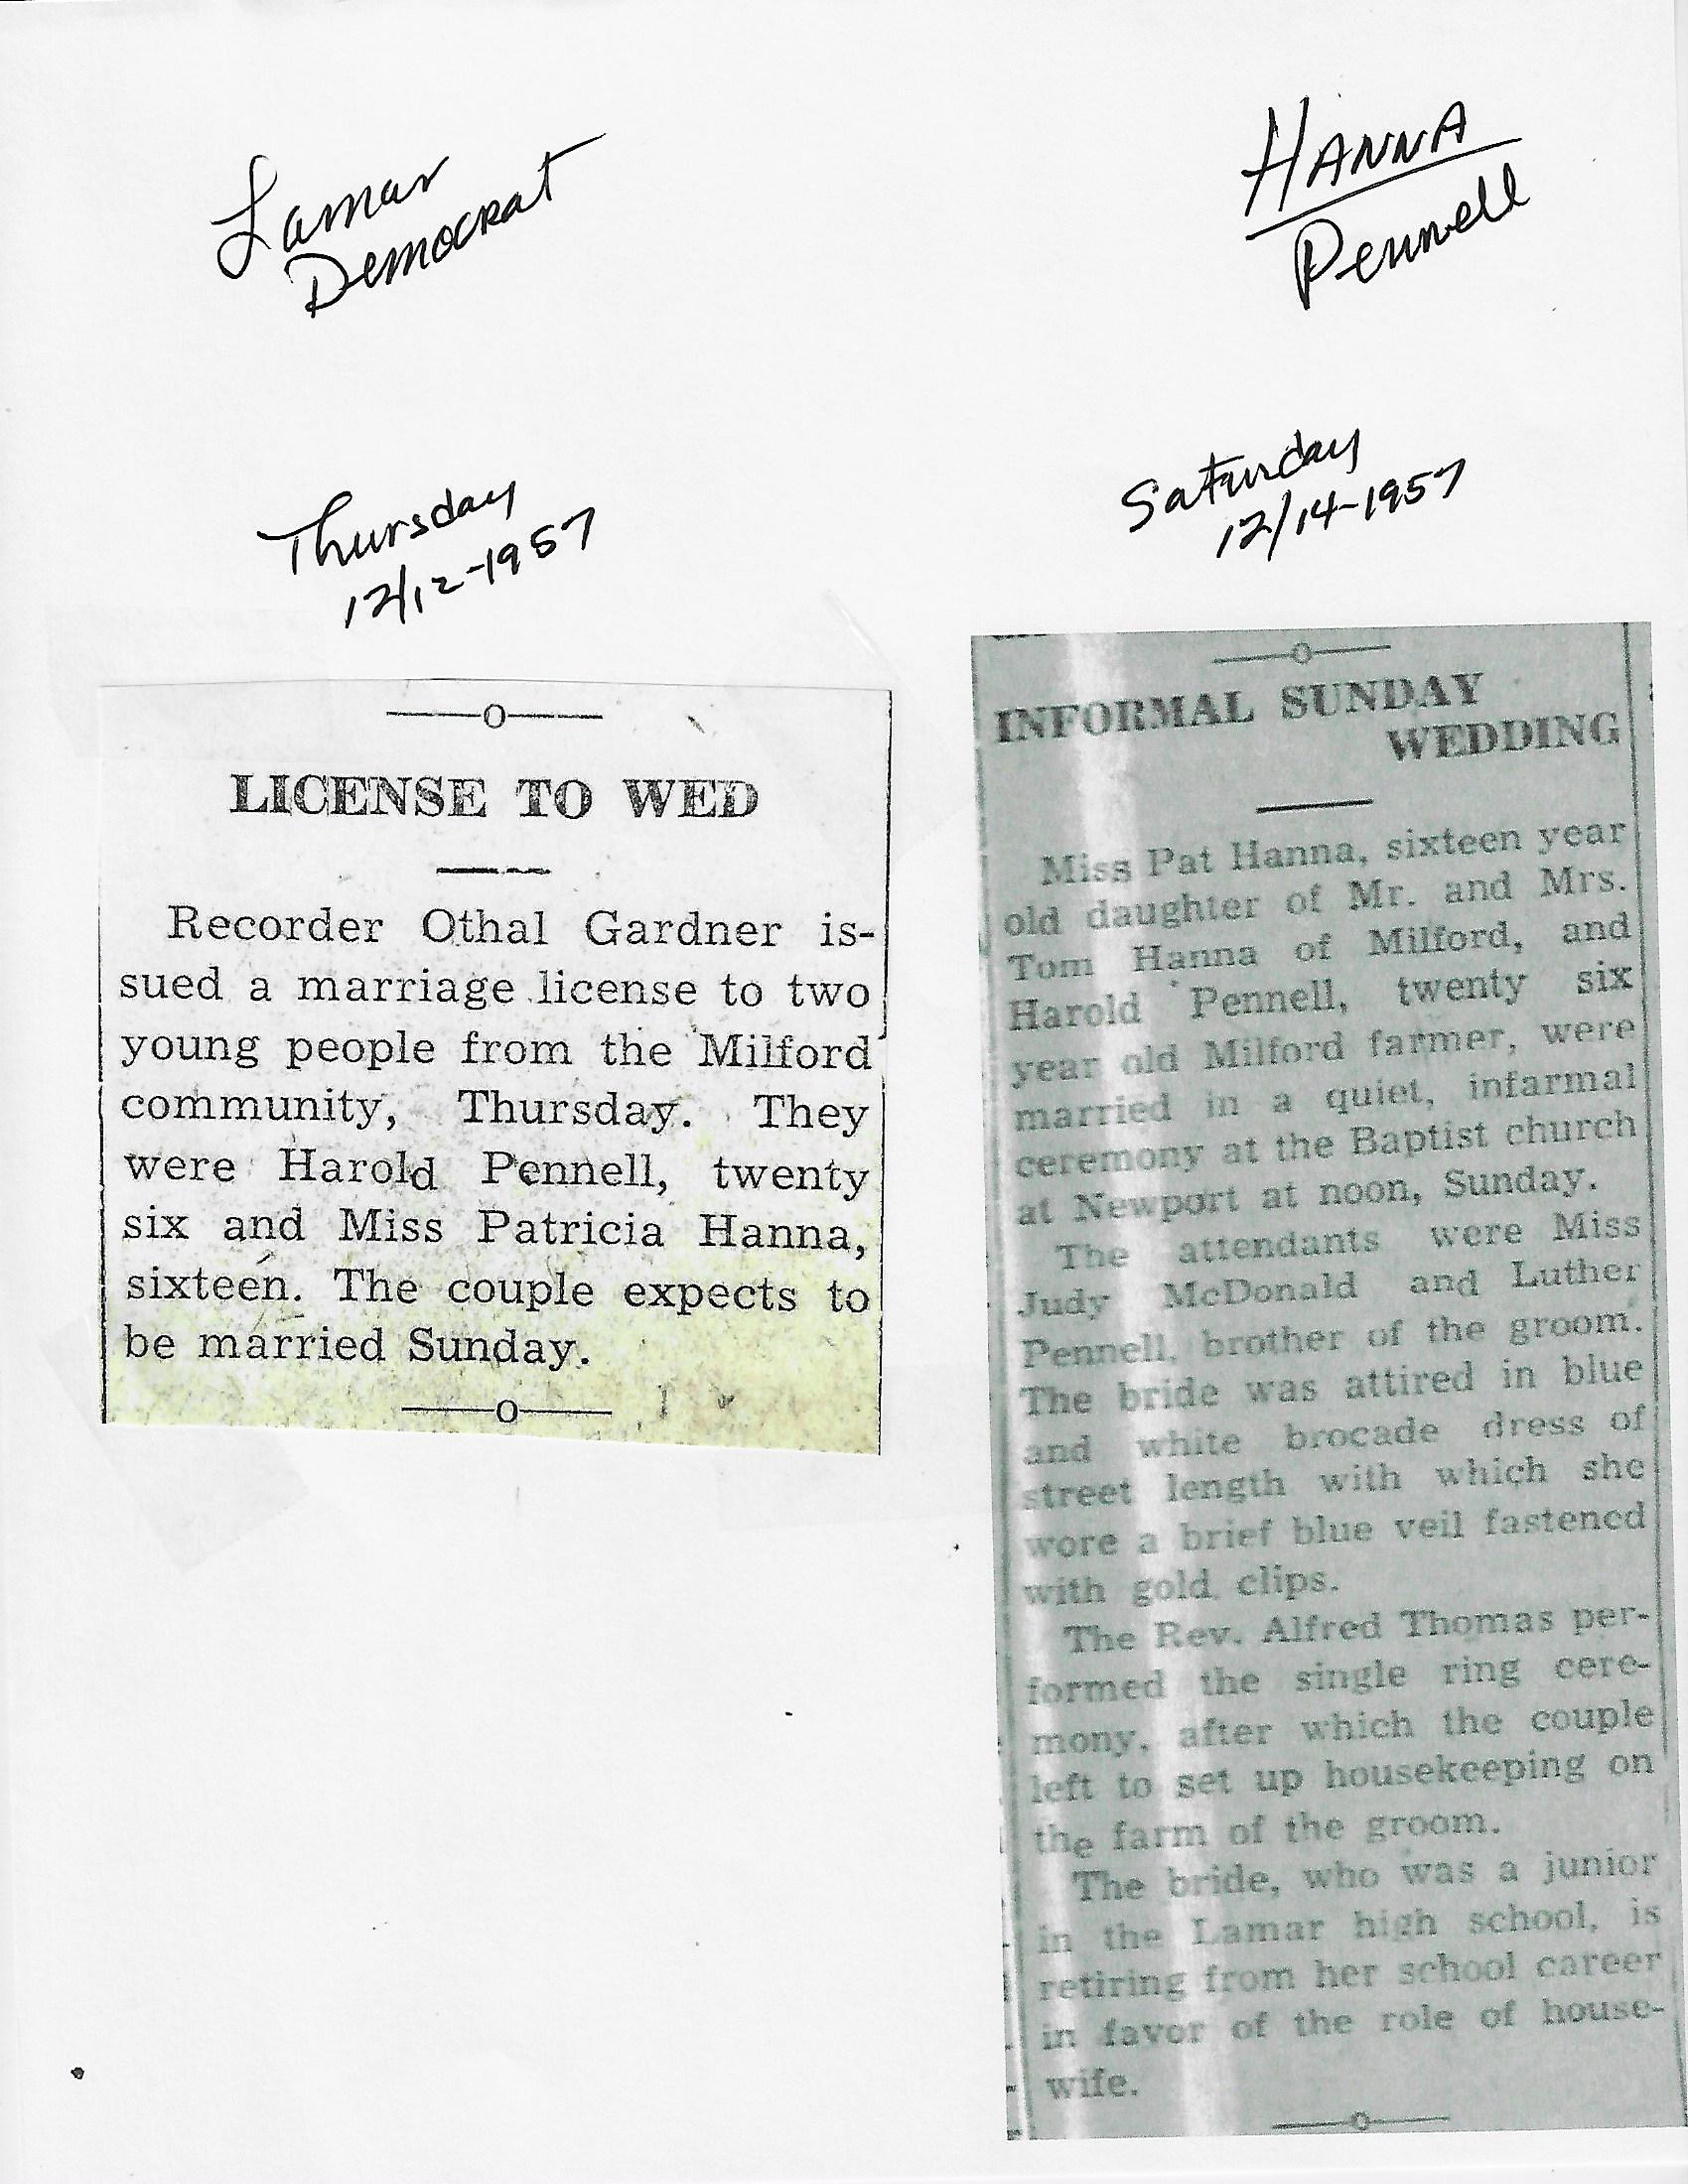 Lamar
Democrat
HANNA
Pennell
Thursday
12/12-1957
Saturday
12/14-1957
—o—
LICENSE TO WED
Recorder Othal Gardner is-
sued a marriage license to two
young people from the Milford
community, Thursday. They
were Harold Pennell, twenty
six and Miss Patricia Hanna,
sixteen. The couple expects to
be married Sunday.
—o—
—o—
INFORMAL SUNDAY
WEDDING
Miss Pat Hanna, sixteen year
old daughter of Mr. and Mrs.
Tom Hanna of Milford, and
Harold Pennell, twenty six
year old Milford farmer, were
married in a quiet, infarmal
ceremony at the Baptist church
at Newport at noon, Sunday.
The attendants were Miss
Judy McDonald and Luther
Pennell, brother of the groom.
The bride was attired in blue
and white brocade dress of
street length with which she
wore a brief blue veil fastened
with gold clips.
The Rev. Alfred Thomas per-
formed the single ring cere-
mony, after which the couple
left to set up housekeeping on
the farm of the groom.
The bride, who was a junior
in the Lamar high school, is
retiring from her school career
in favor of the role of house-
wife.
—o—